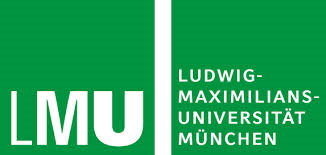 LMU
LUDWIG-
MAXIMILIANS-
UNIVERSITÄT
MÜNCHEN